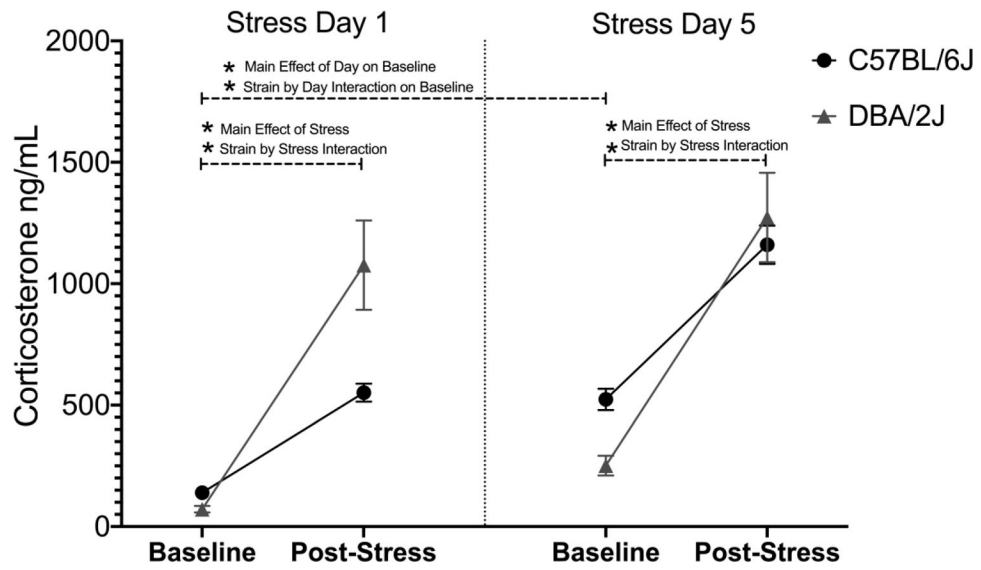 Stress Day 1
Stress Day 5
2000
1500
1000
500
0
Corticosterone ng/mL
* Main Effect of Day on Baseline
* Strain by Day Interaction on Baseline
* Main Effect of Stress
* Strain by Stress Interaction
* Main Effect of Stress
* Strain by Stress Interaction
C57BL/6J
DBA/2J
Baseline
Post-Stress
Baseline
Post-Stress